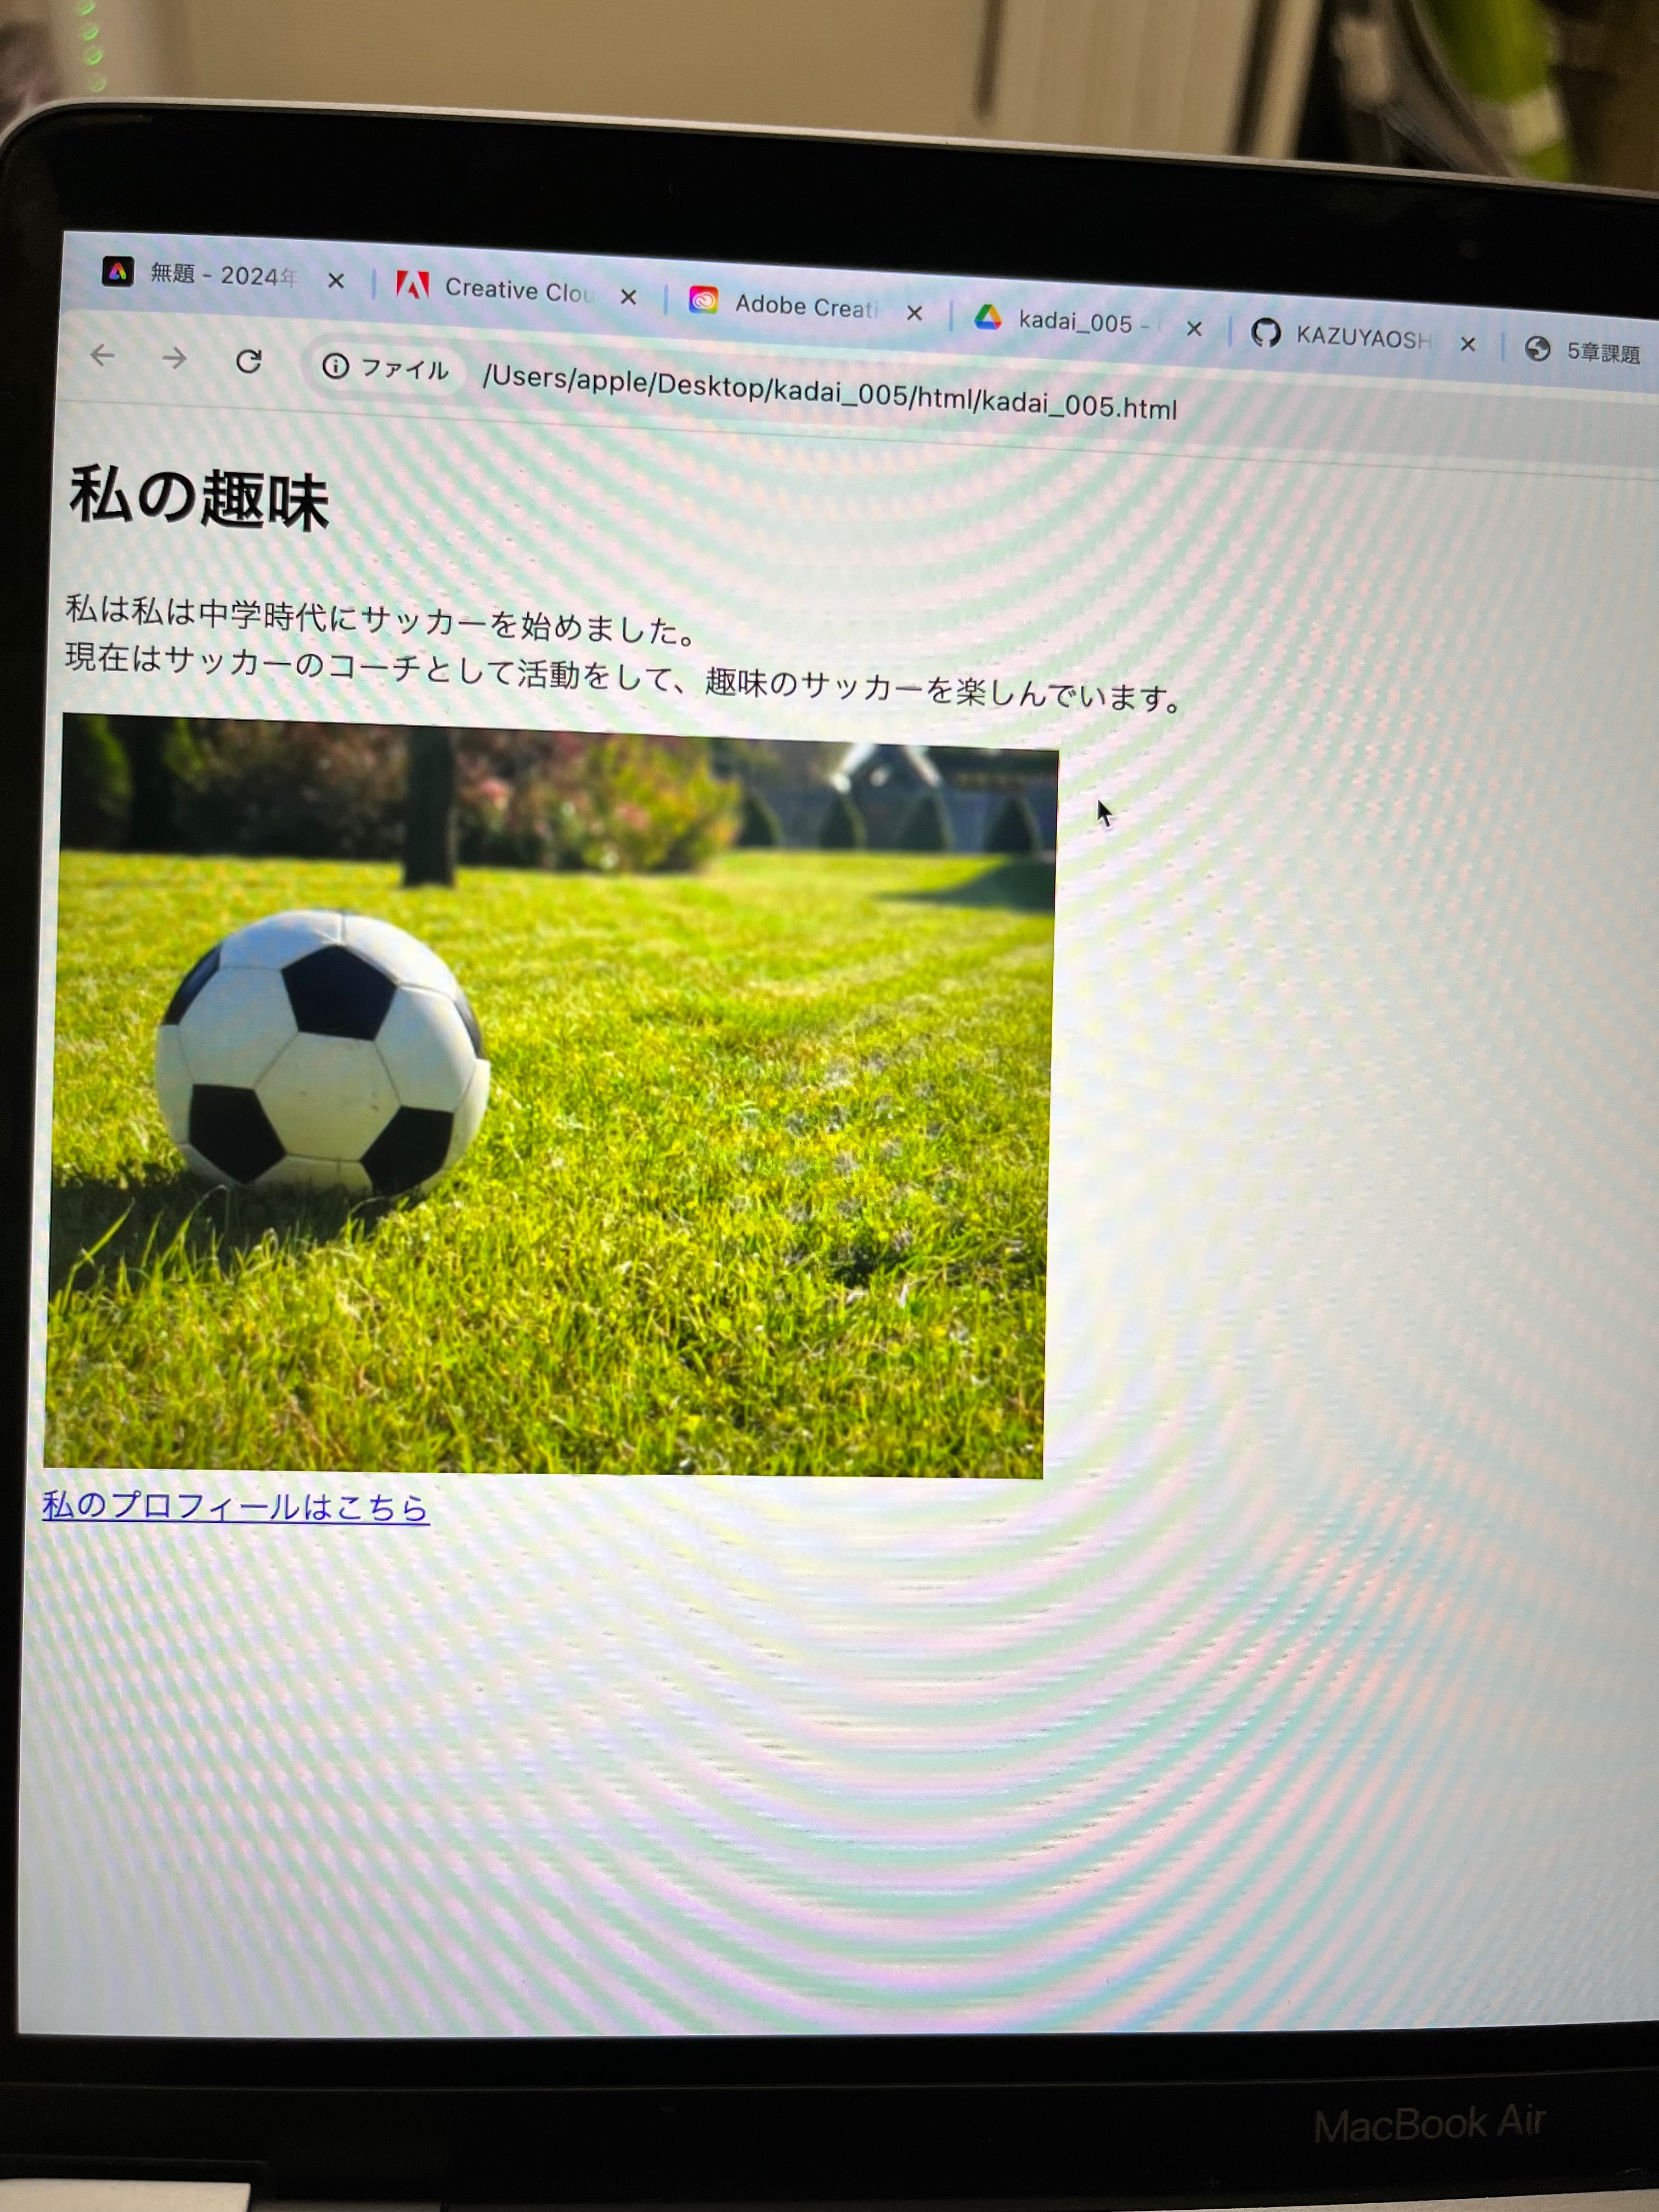 無題 - 2024年
Creative Clou
Adobe Creati
kadai_005 -
KAZUYAOSH
5章課題
ファイル
/Users/apple/Desktop/kadai_005/html/kadai_005.html
私の趣味
私は私は中学時代にサッカーを始めました。
現在はサッカーのコーチとして活動をして、趣味のサッカーを楽しんでいます。
私のプロフィールはこちら
MacBook Air